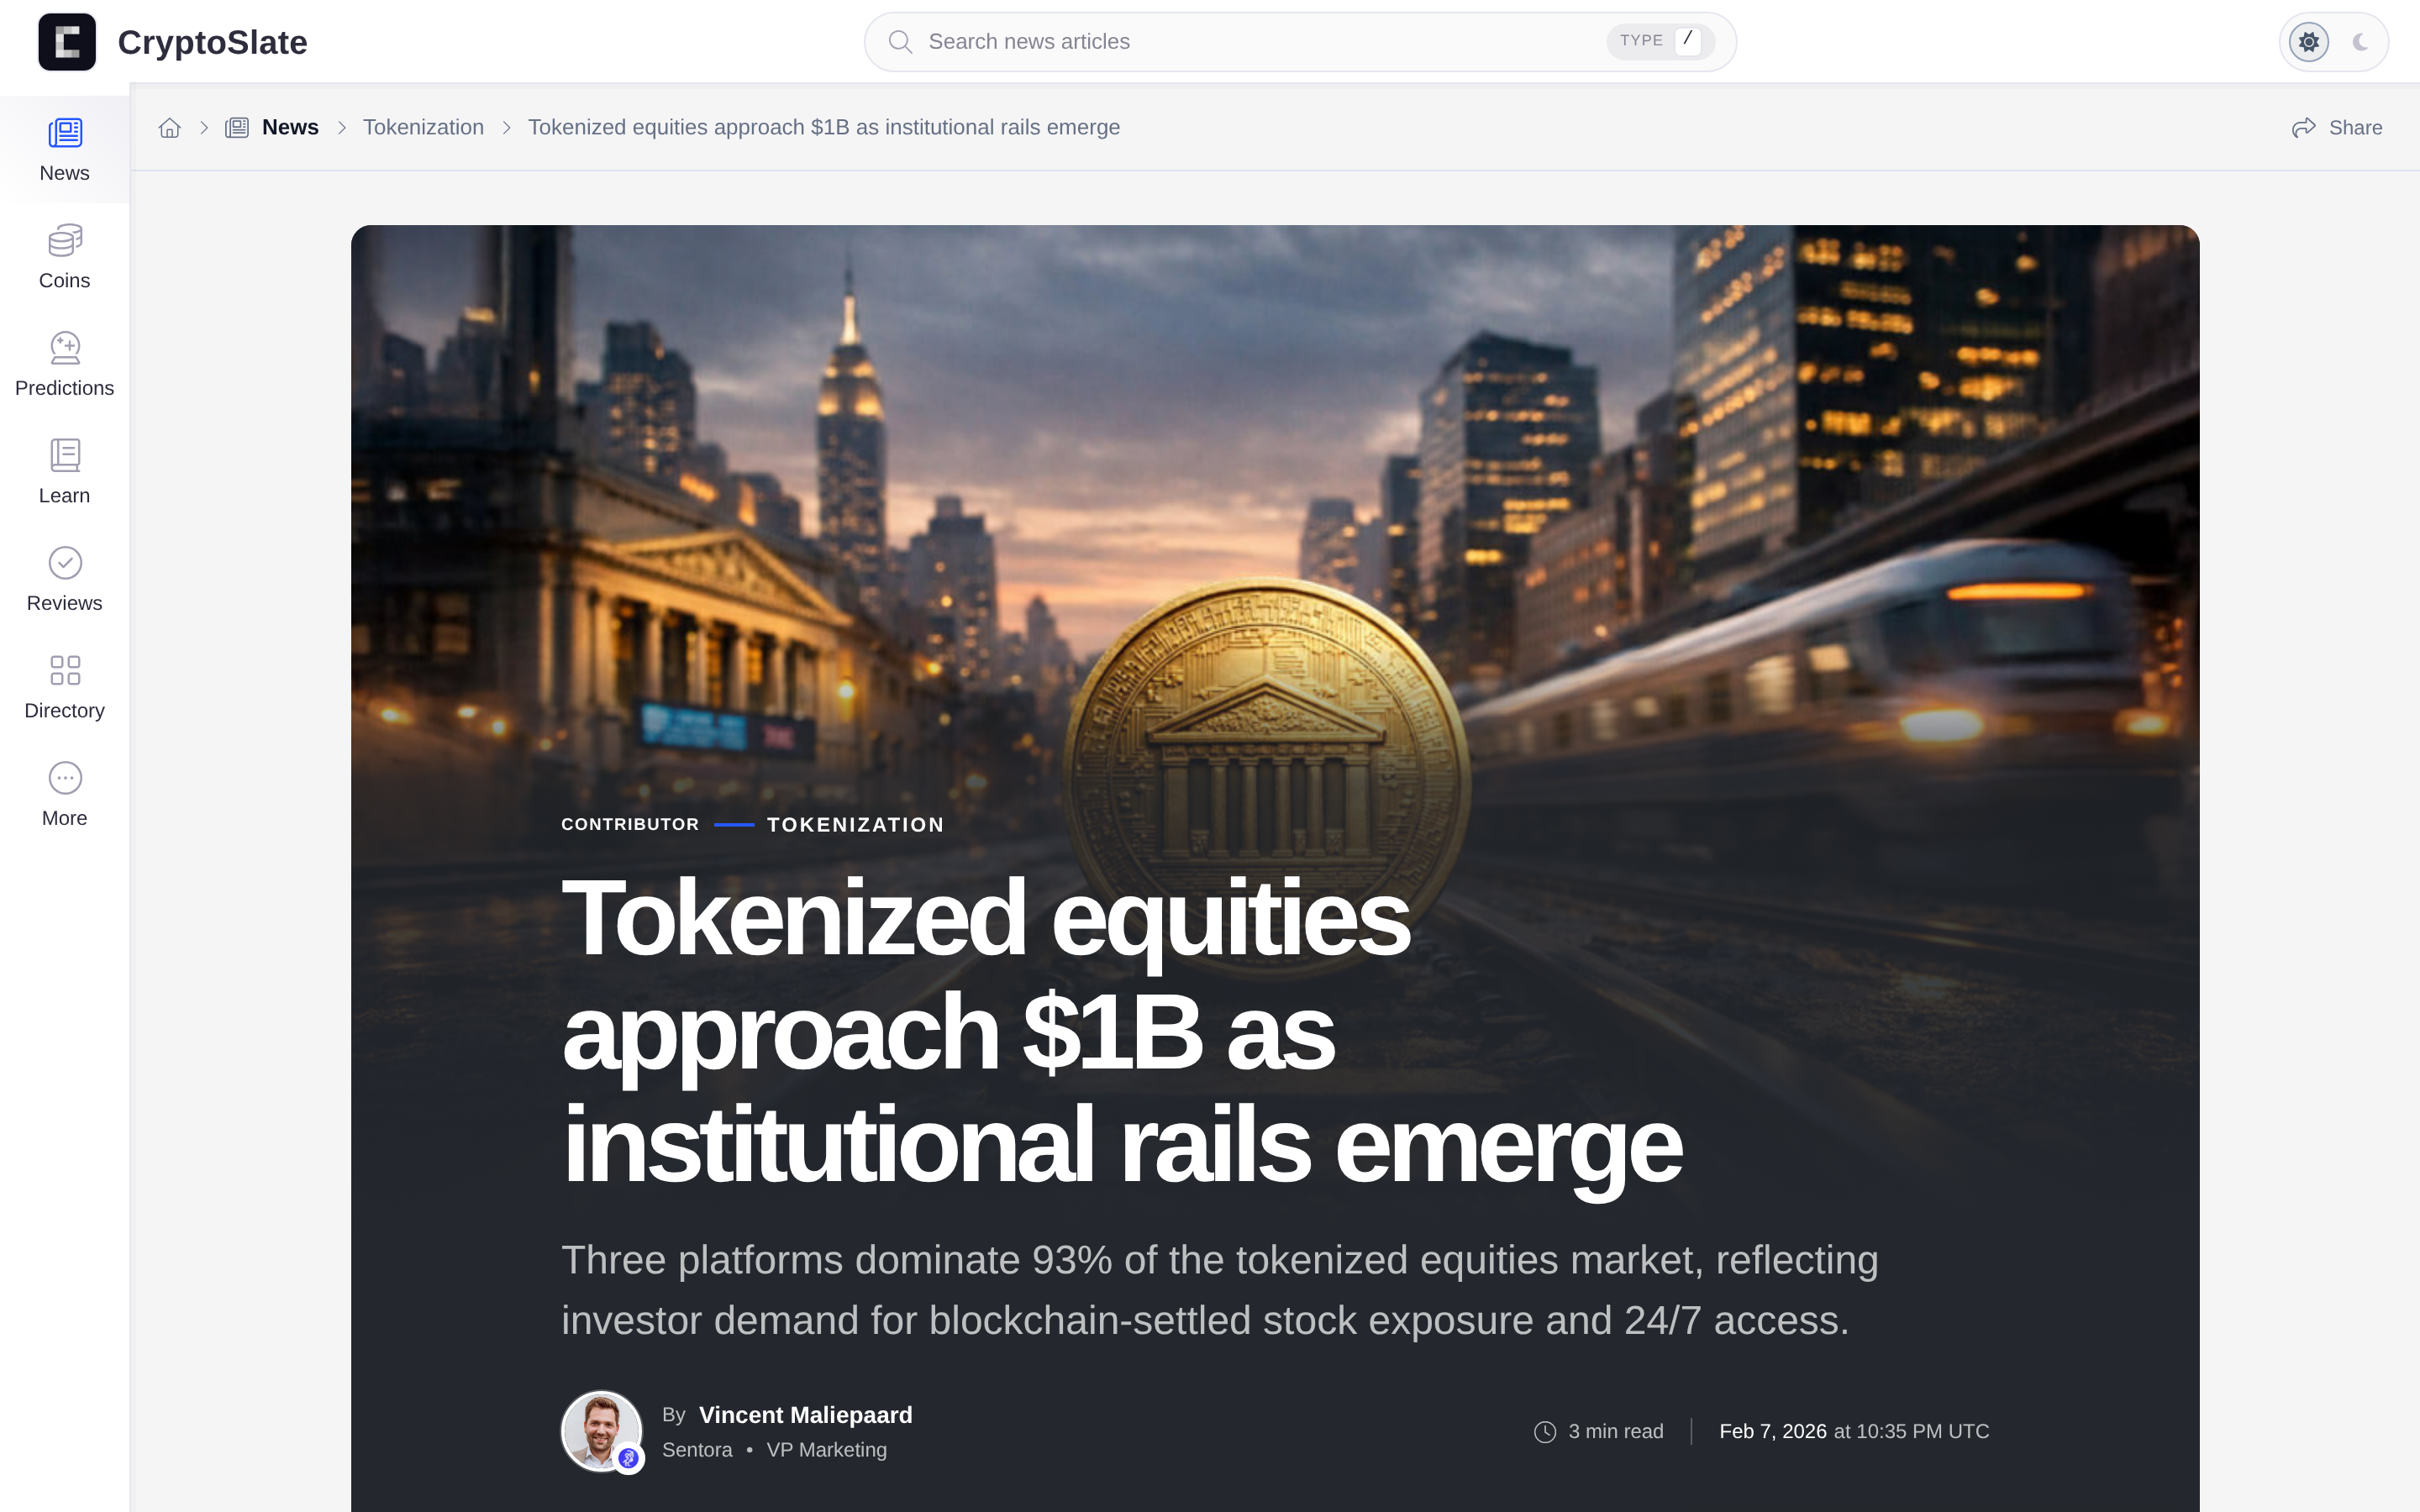 CryptoSlate
Search news articles
TYPE /
News
Coins
Predictions
Learn
Reviews
Directory
More
News
Tokenization
Tokenized equities approach $1B as institutional rails emerge
Share
CONTRIBUTOR
TOKENIZATION
Tokenized equities
approach $1B as
institutional rails emerge
Three platforms dominate 93% of the tokenized equities market, reflecting
investor demand for blockchain-settled stock exposure and 24/7 access.
By Vincent Maliepaard
Sentora • VP Marketing
3 min read
Feb 7, 2026 at 10:35 PM UTC